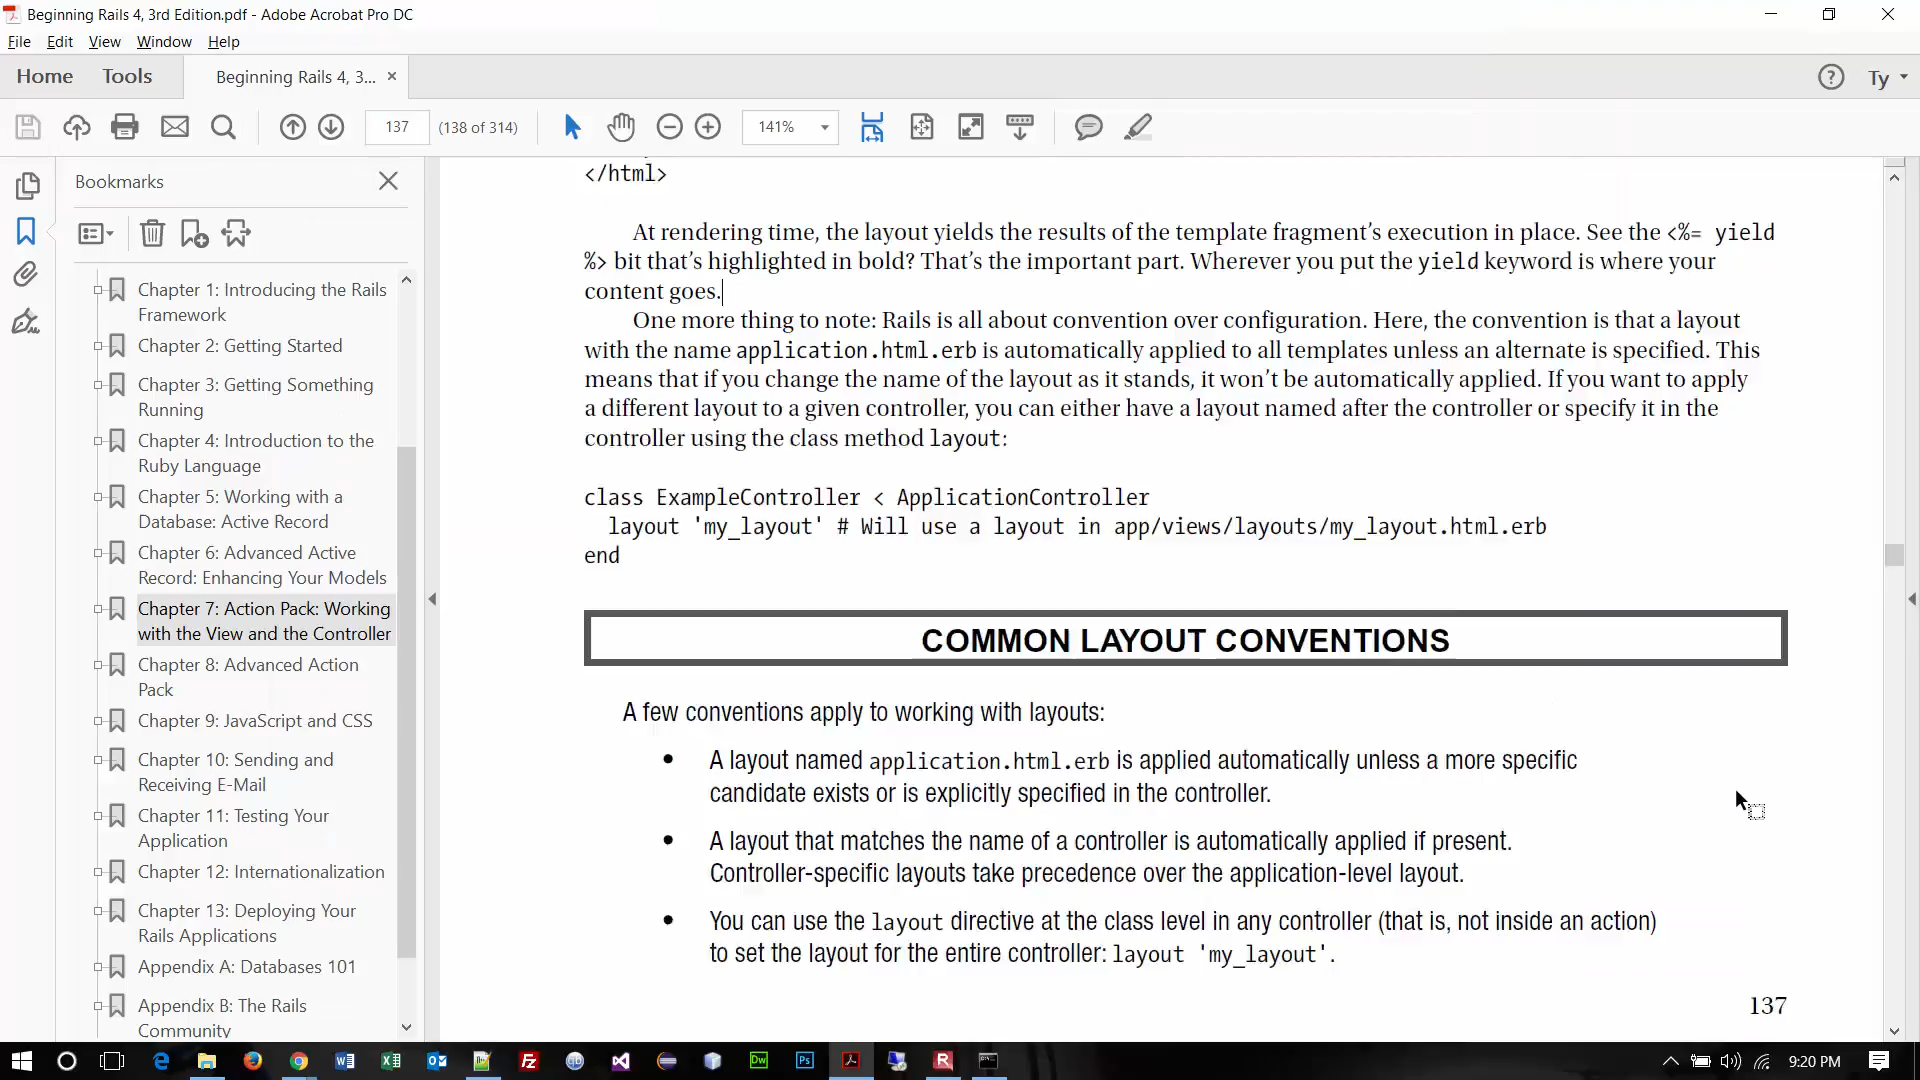 Beginning Rails 4, 3rd Edition.pdf - Adobe Acrobat Pro DC
File Edit View Window Help
Home Tools Beginning Rails 4, 3... × Ty
137 (138 of 314) 141%
Bookmarks
Chapter 1: Introducing the Rails
Framework
Chapter 2: Getting Started
Chapter 3: Getting Something
Running
Chapter 4: Introduction to the
Ruby Language
Chapter 5: Working with a
Database: Active Record
Chapter 6: Advanced Active
Record: Enhancing Your Models
Chapter 7: Action Pack: Working
with the View and the Controller
Chapter 8: Advanced Action
Pack
Chapter 9: JavaScript and CSS
Chapter 10: Sending and
Receiving E-Mail
Chapter 11: Testing Your
Application
Chapter 12: Internationalization
Chapter 13: Deploying Your
Rails Applications
Appendix A: Databases 101
Appendix B: The Rails
Community
</html>
At rendering time, the layout yields the results of the template fragment's execution in place. See the <%= yield
%> bit that's highlighted in bold? That's the important part. Wherever you put the yield keyword is where your
content goes.
One more thing to note: Rails is all about convention over configuration. Here, the convention is that a layout
with the name application.html.erb is automatically applied to all templates unless an alternate is specified. This
means that if you change the name of the layout as it stands, it won't be automatically applied. If you want to apply
a different layout to a given controller, you can either have a layout named after the controller or specify it in the
controller using the class method layout:
class ExampleController < ApplicationController
layout 'my_layout' # Will use a layout in app/views/layouts/my_layout.html.erb
end
COMMON LAYOUT CONVENTIONS
A few conventions apply to working with layouts:
• A layout named application.html.erb is applied automatically unless a more specific
candidate exists or is explicitly specified in the controller.
• A layout that matches the name of a controller is automatically applied if present.
Controller-specific layouts take precedence over the application-level layout.
• You can use the layout directive at the class level in any controller (that is, not inside an action)
to set the layout for the entire controller: layout 'my_layout'.
137
9:20 PM